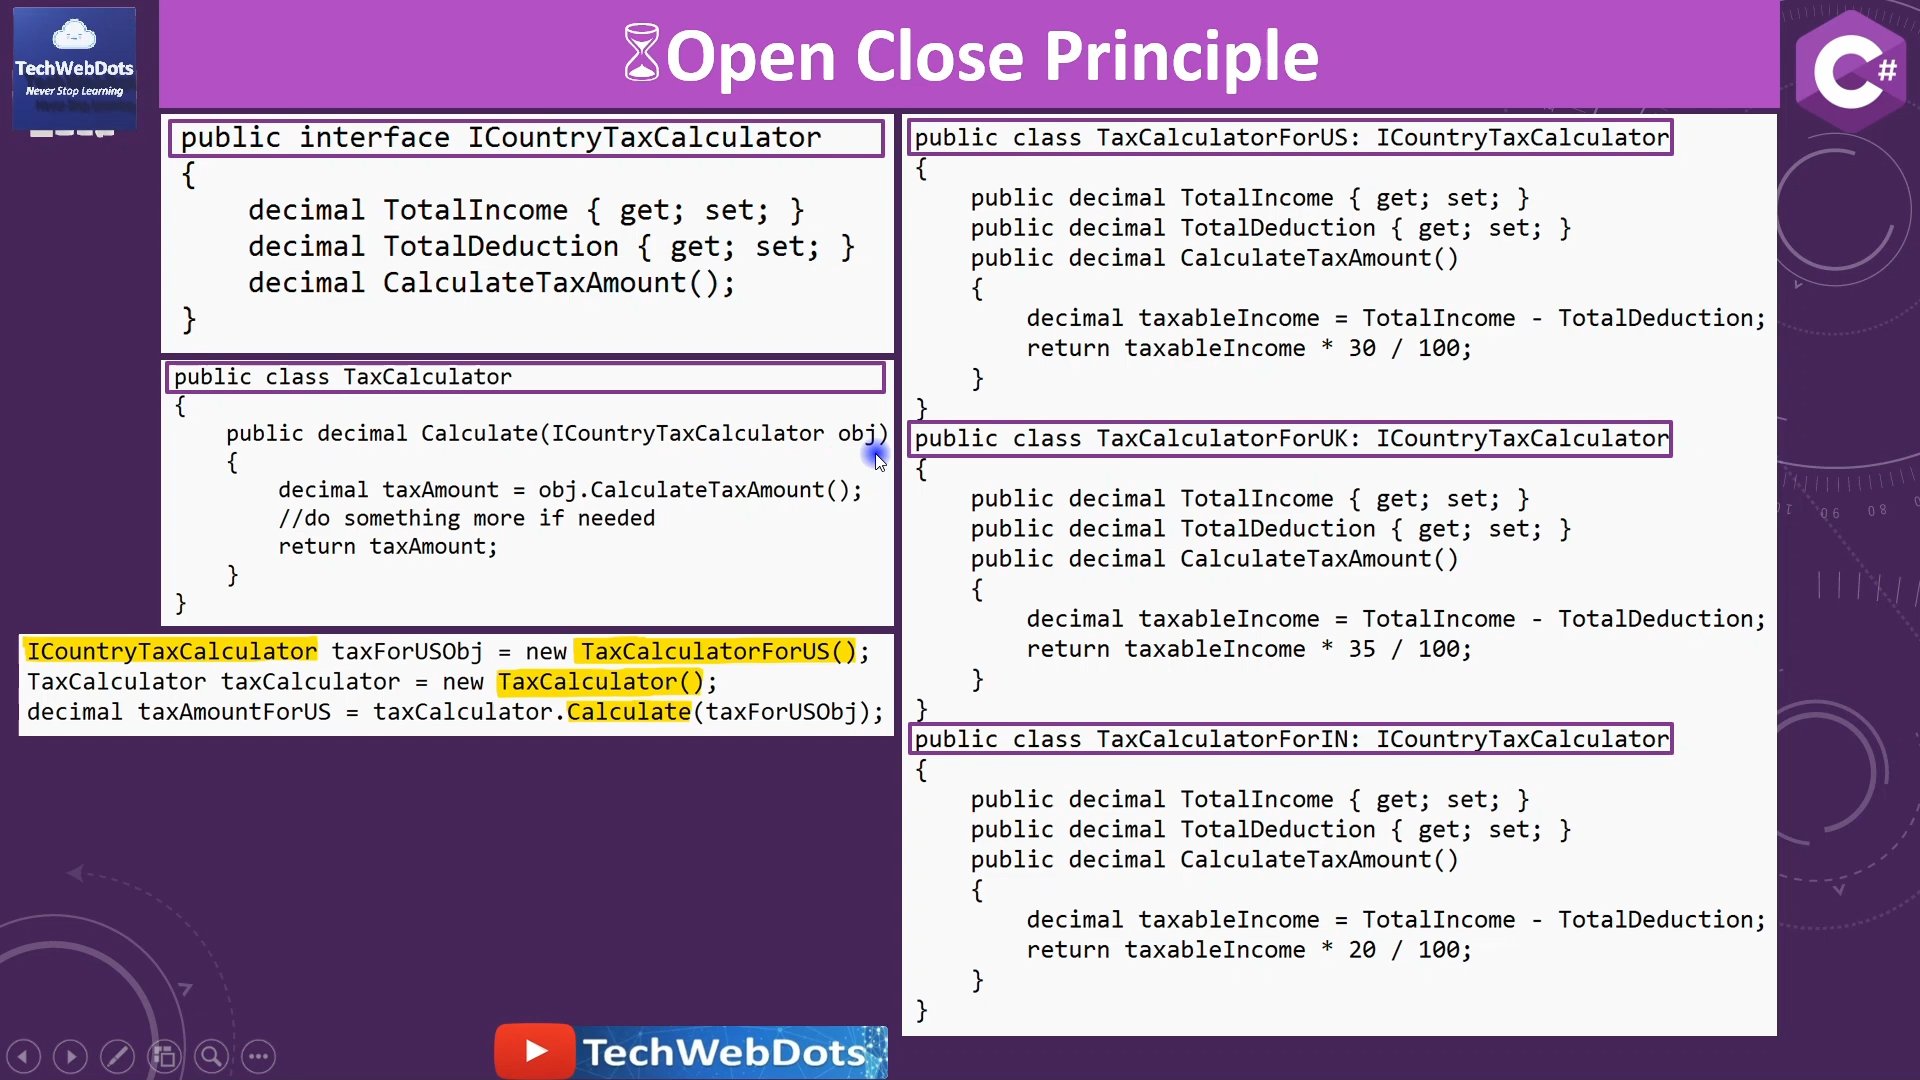 TechWebDots
Never Stop Learning
⌛Open Close Principle
C#
public interface ICountryTaxCalculator
{
    decimal TotalIncome { get; set; }
    decimal TotalDeduction { get; set; }
    decimal CalculateTaxAmount();
}
public class TaxCalculator
{
    public decimal Calculate(ICountryTaxCalculator obj)
    {
        decimal taxAmount = obj.CalculateTaxAmount();
        //do something more if needed
        return taxAmount;
    }
}
ICountryTaxCalculator taxForUSObj = new TaxCalculatorForUS();
TaxCalculator taxCalculator = new TaxCalculator();
decimal taxAmountForUS = taxCalculator.Calculate(taxForUSObj);
public class TaxCalculatorForUS: ICountryTaxCalculator
{
    public decimal TotalIncome { get; set; }
    public decimal TotalDeduction { get; set; }
    public decimal CalculateTaxAmount()
    {
        decimal taxableIncome = TotalIncome - TotalDeduction;
        return taxableIncome * 30 / 100;
    }
}
public class TaxCalculatorForUK: ICountryTaxCalculator
{
    public decimal TotalIncome { get; set; }
    public decimal TotalDeduction { get; set; }
    public decimal CalculateTaxAmount()
    {
        decimal taxableIncome = TotalIncome - TotalDeduction;
        return taxableIncome * 35 / 100;
    }
}
public class TaxCalculatorForIN: ICountryTaxCalculator
{
    public decimal TotalIncome { get; set; }
    public decimal TotalDeduction { get; set; }
    public decimal CalculateTaxAmount()
    {
        decimal taxableIncome = TotalIncome - TotalDeduction;
        return taxableIncome * 20 / 100;
    }
}
90 80
TechWebDots